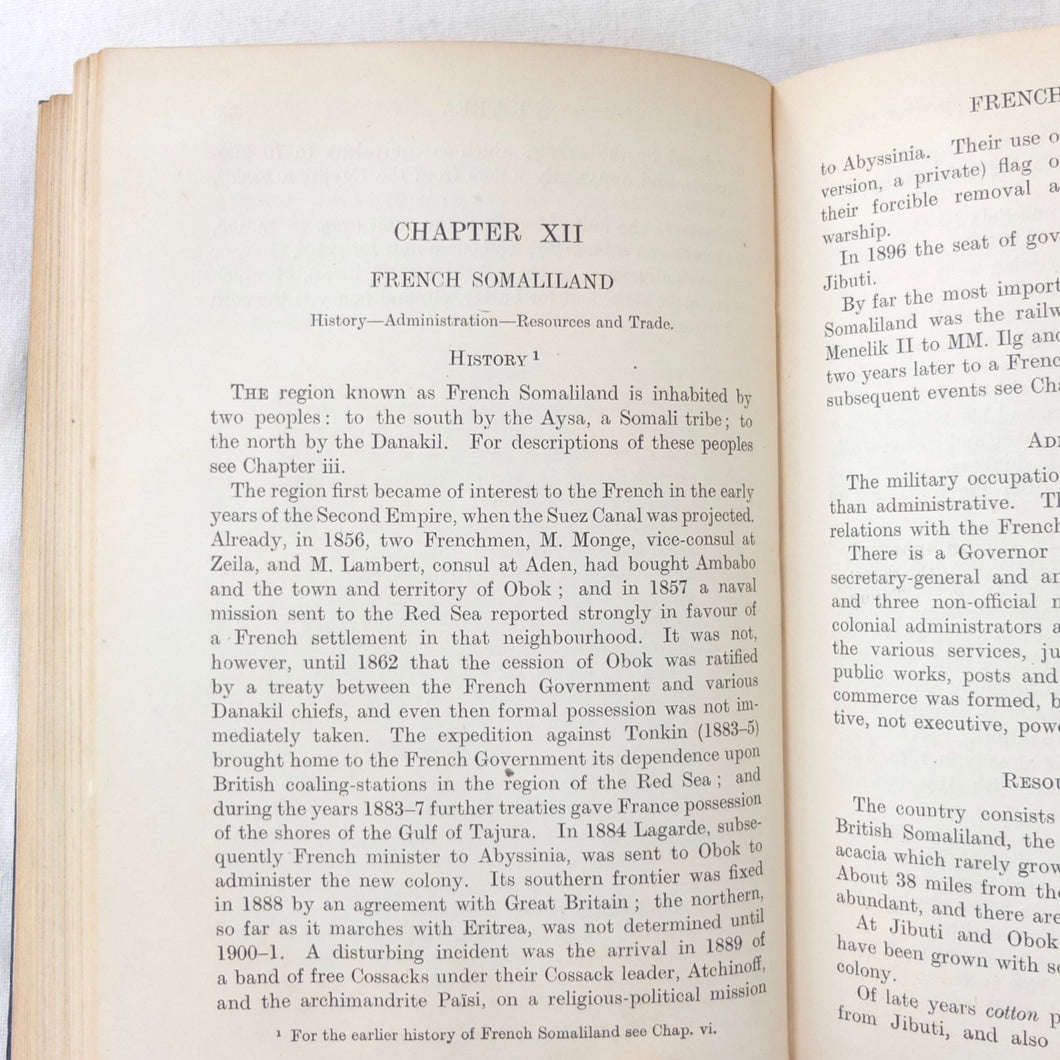 CHAPTER XII
FRENCH SOMALILAND
History—Administration—Resources and Trade.
History ¹
The region known as French Somaliland is inhabited by
two peoples: to the south by the Aysa, a Somali tribe; to
the north by the Danakil. For descriptions of these peoples
see Chapter iii.
The region first became of interest to the French in the early
years of the Second Empire, when the Suez Canal was projected.
Already, in 1856, two Frenchmen, M. Monge, vice-consul at
Zeila, and M. Lambert, consul at Aden, had bought Ambabo
and the town and territory of Obok; and in 1857 a naval
mission sent to the Red Sea reported strongly in favour of
a French settlement in that neighbourhood. It was not,
however, until 1862 that the cession of Obok was ratified
by a treaty between the French Government and various
Danakil chiefs, and even then formal possession was not im-
mediately taken. The expedition against Tonkin (1883–5)
brought home to the French Government its dependence upon
British coaling-stations in the region of the Red Sea; and
during the years 1883–7 further treaties gave France possession
of the shores of the Gulf of Tajura. In 1884 Lagarde, subse-
quently French minister to Abyssinia, was sent to Obok to
administer the new colony. Its southern frontier was fixed
in 1888 by an agreement with Great Britain; the northern,
so far as it marches with Eritrea, was not determined until
1900–1. A disturbing incident was the arrival in 1889 of
a band of free Cossacks under their Cossack leader, Atchinoff,
and the archimandrite Païsi, on a religious-political mission
¹ For the earlier history of French Somaliland see Chap. vi.
FRENCH
to Abyssinia. Their use o
version, a private) flag o
their forcible removal a
warship.
In 1896 the seat of gov
Jibuti.
By far the most import
Somaliland was the railw
Menelik II to MM. Ilg and
two years later to a French
subsequent events see Cha
Adm
The military occupatio
than administrative. Th
relations with the French
There is a Governor
secretary-general and an
and three non-official m
colonial administrators a
the various services, ju
public works, posts and
commerce was formed, b
tive, not executive, powe
Resou
The country consists
British Somaliland, the
acacia which rarely grow
About 38 miles from the
abundant, and there are
At Jibuti and Obok
have been grown with so
colony.
Of late years cotton p
from Jibuti, and also